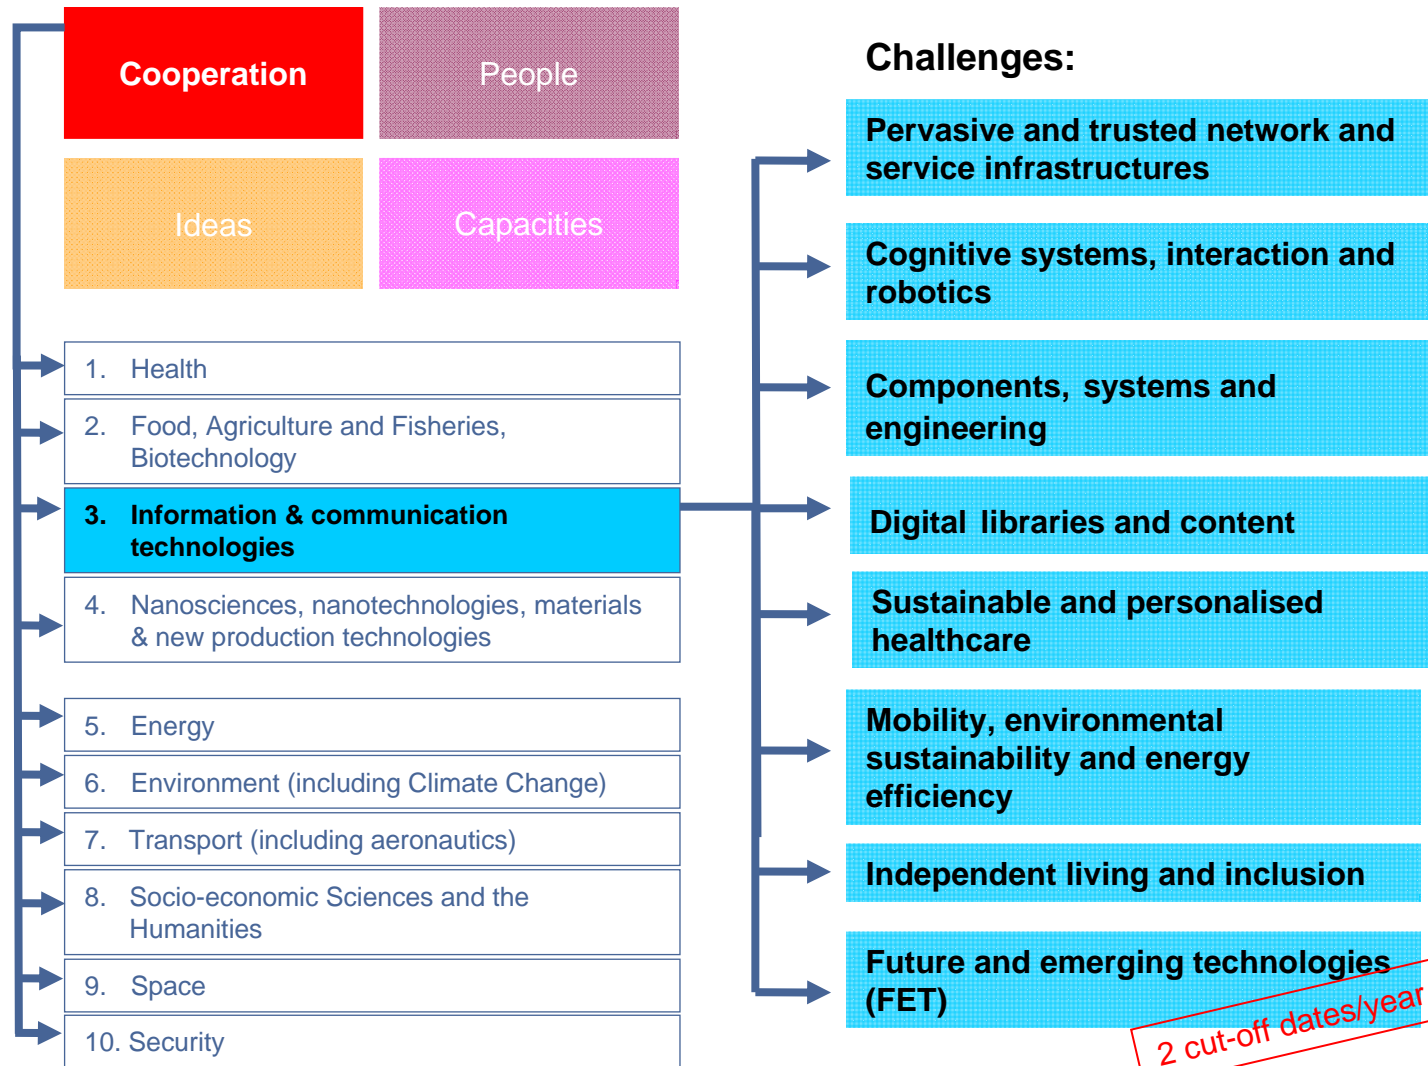 Cooperation
People
Ideas
Capacities
1. Health
2. Food, Agriculture and Fisheries,
Biotechnology
3. Information & communication
technologies
4. Nanosciences, nanotechnologies, materials
& new production technologies
5. Energy
6. Environment (including Climate Change)
7. Transport (including aeronautics)
8. Socio-economic Sciences and the
Humanities
9. Space
10. Security
Challenges:
Pervasive and trusted network and
service infrastructures
Cognitive systems, interaction and
robotics
Components, systems and
engineering
Digital libraries and content
Sustainable and personalised
healthcare
Mobility, environmental
sustainability and energy
efficiency
Independent living and inclusion
Future and emerging technologies
(FET)
2 cut-off dates/year